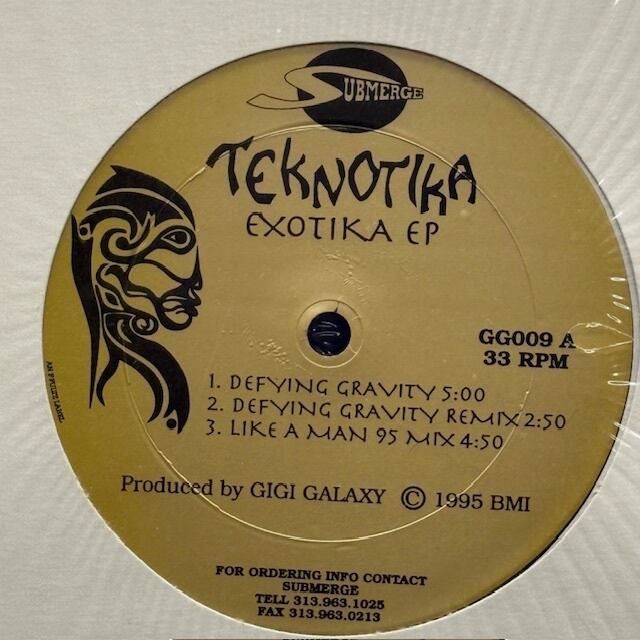 SUBMERGE
TEKNOTIKA
EXOTIKA EP
GG009 A
33 RPM
1. DEFYING GRAVITY 5:00
2. DEFYING GRAVITY REMIX 2:50
3. LIKE A MAN 95 MIX 4:50
Produced by GIGI GALAXY © 1995 BMI
FOR ORDERING INFO CONTACT
SUBMERGE
TELL 313.963.1025
FAX 313.963.0213